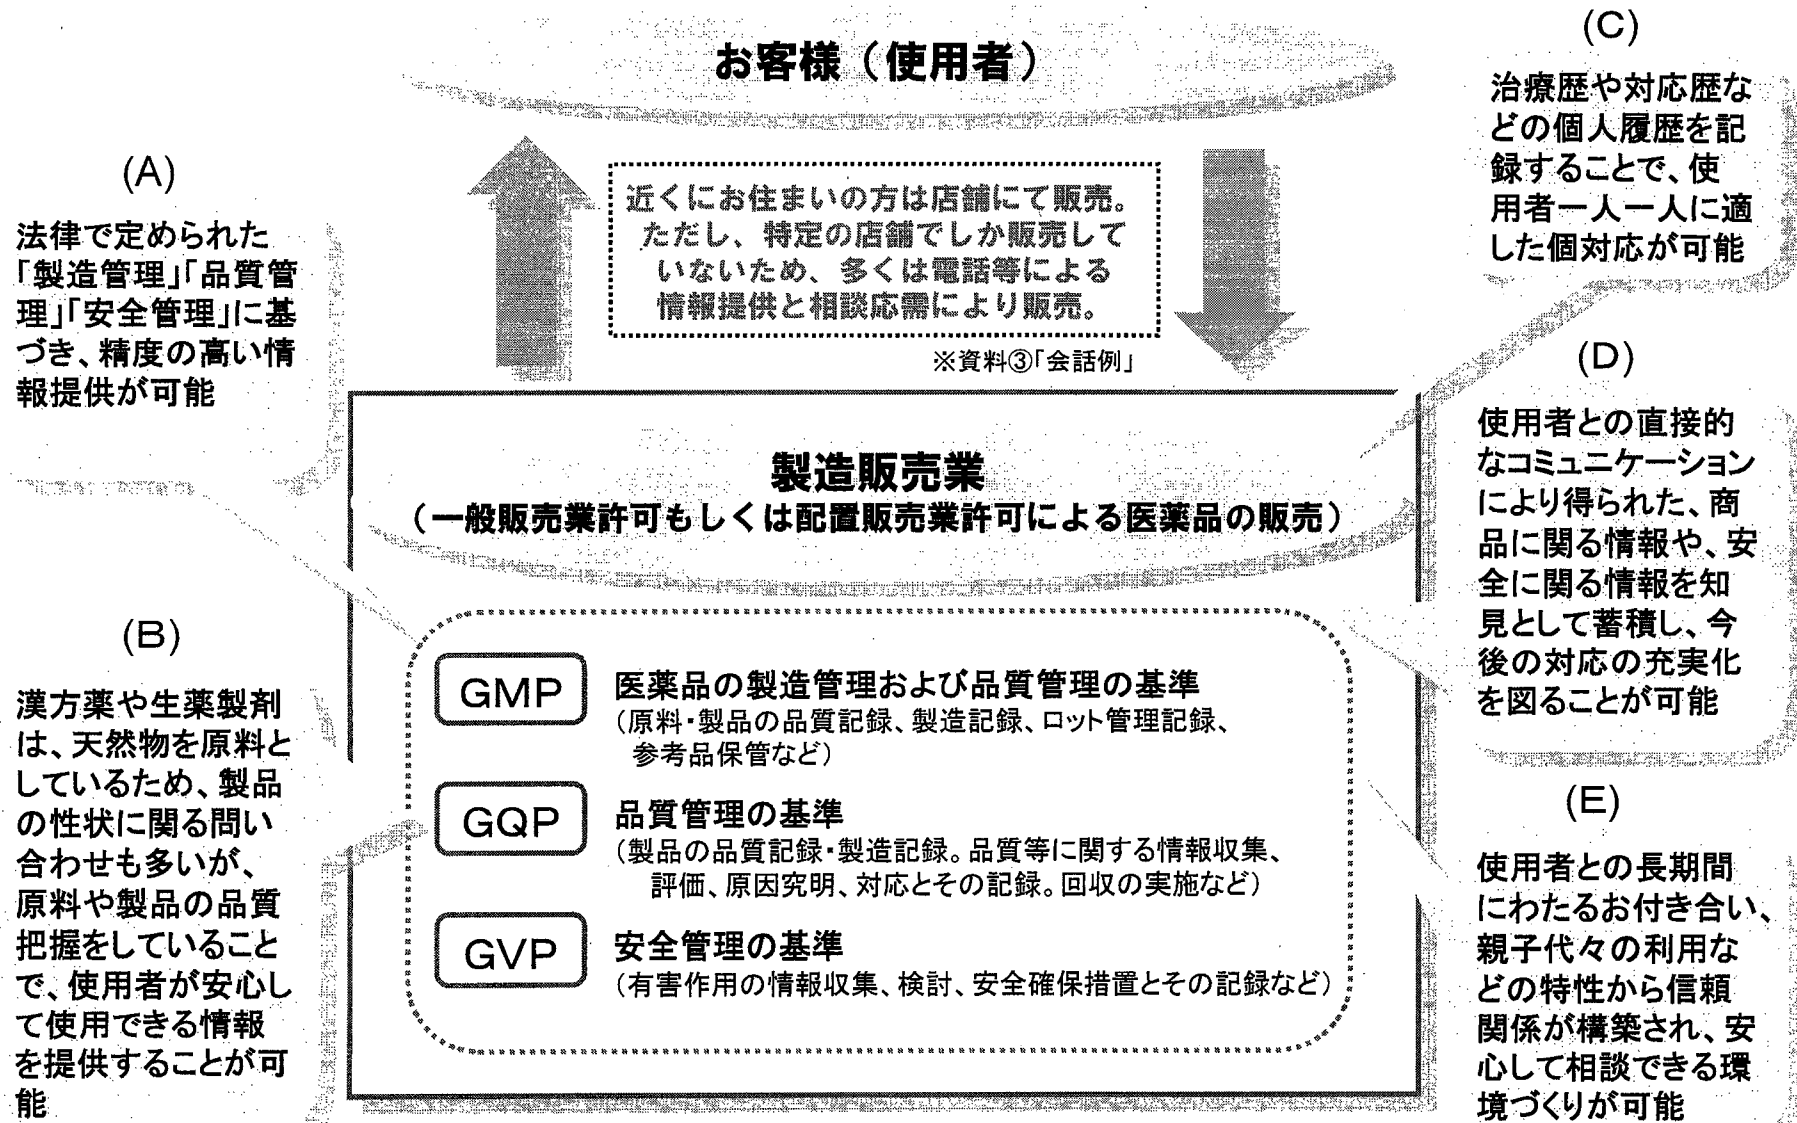 お客様（使用者）
近くにお住まいの方は店舗にて販売。
ただし、特定の店舗でしか販売して
いないため、多くは電話等による
情報提供と相談応需により販売。
※資料③「会話例」
(A)
法律で定められた
「製造管理」「品質管
理」「安全管理」に基
づき、精度の高い情
報提供が可能
(B)
漢方薬や生薬製剤
は、天然物を原料と
しているため、製品
の性状に関る問い
合わせも多いが、
原料や製品の品質
把握をしていること
で、使用者が安心し
て使用できる情報
を提供することが可
能
製造販売業
（一般販売業許可もしくは配置販売業許可による医薬品の販売）
GMP
医薬品の製造管理および品質管理の基準
（原料・製品の品質記録、製造記録、ロット管理記録、
参考品保管など）
GQP
品質管理の基準
（製品の品質記録・製造記録。品質等に関する情報収集、
評価、原因究明、対応とその記録。回収の実施など）
GVP
安全管理の基準
（有害作用の情報収集、検討、安全確保措置とその記録など）
(C)
治療歴や対応歴な
どの個人履歴を記
録することで、使
用者一人一人に適
した個対応が可能
(D)
使用者との直接的
なコミュニケーション
により得られた、商
品に関る情報や、安
全に関る情報を知
見として蓄積し、今
後の対応の充実化
を図ることが可能
(E)
使用者との長期間
にわたるお付き合い、
親子代々の利用な
どの特性から信頼
関係が構築され、安
心して相談できる環
境づくりが可能